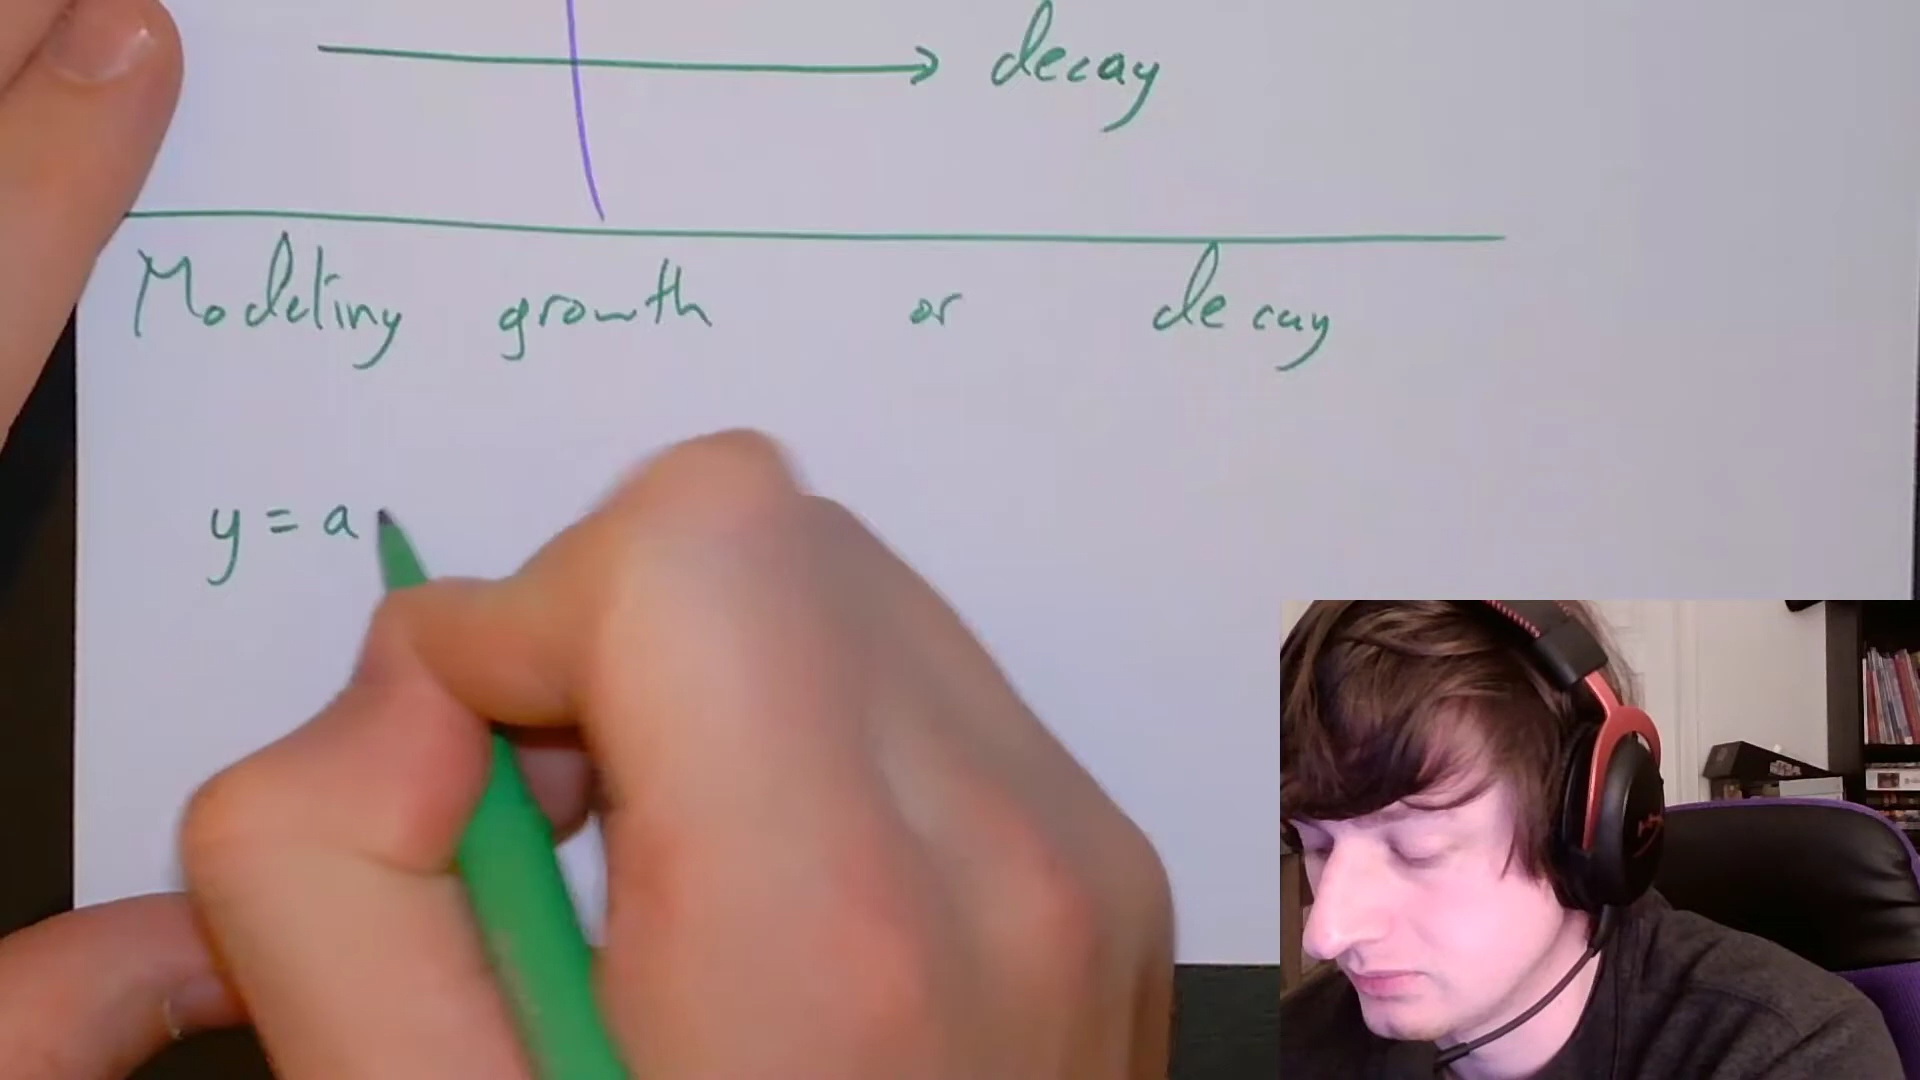 decay
Modeling growth or decay
y = a